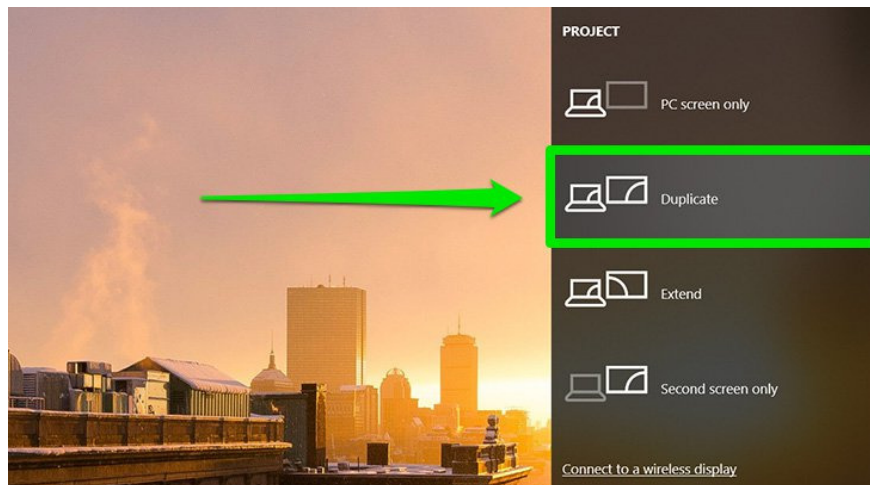 PROJECT
PC screen only
Duplicate
Extend
Second screen only
Connect to a wireless display